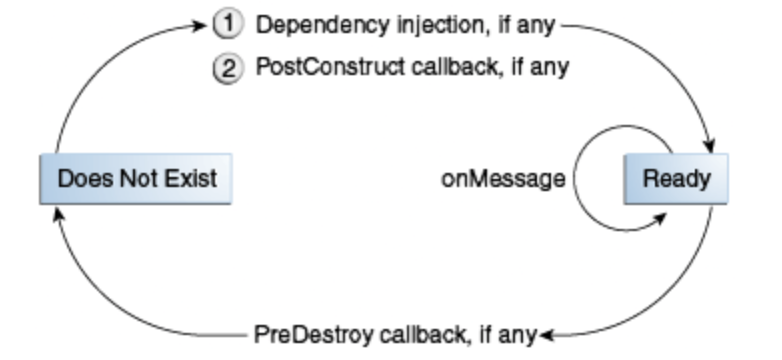 1 Dependency injection, if any
2 PostConstruct callback, if any
Does Not Exist
onMessage
Ready
PreDestroy callback, if any